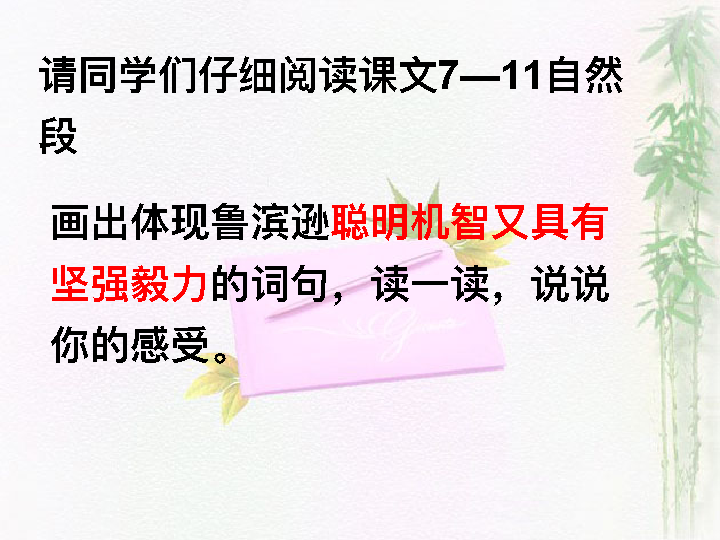 请同学们仔细阅读课文7—11自然
段
画出体现鲁滨逊聪明机智又具有
坚强毅力的词句，读一读，说说
你的感受。